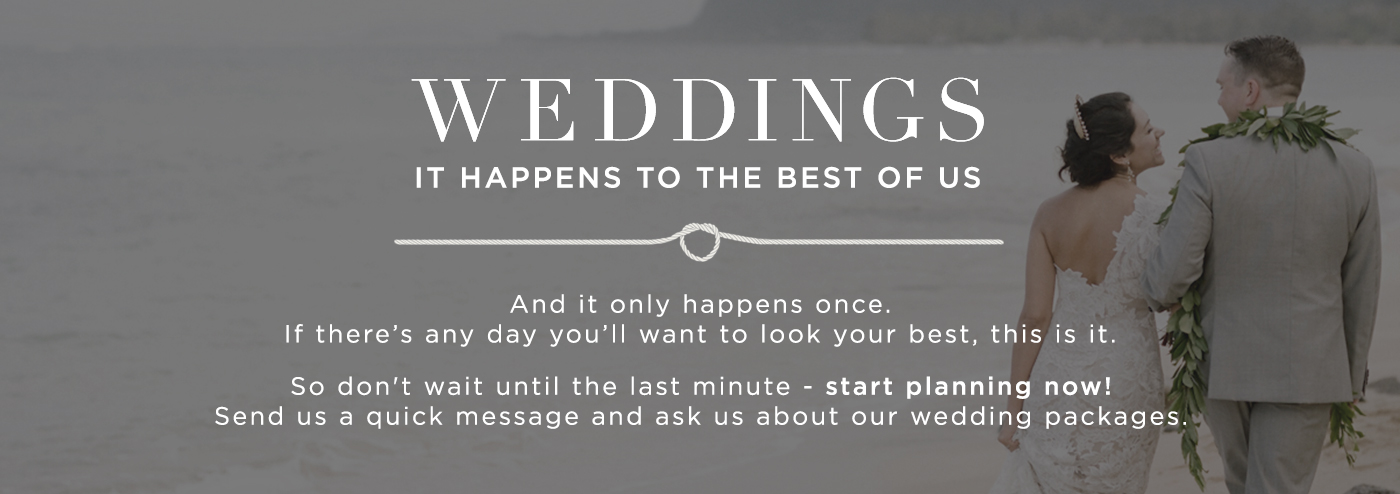 WEDDINGS
IT HAPPENS TO THE BEST OF US
And it only happens once.
If there’s any day you’ll want to look your best, this is it.
So don't wait until the last minute - start planning now!
Send us a quick message and ask us about our wedding packages.